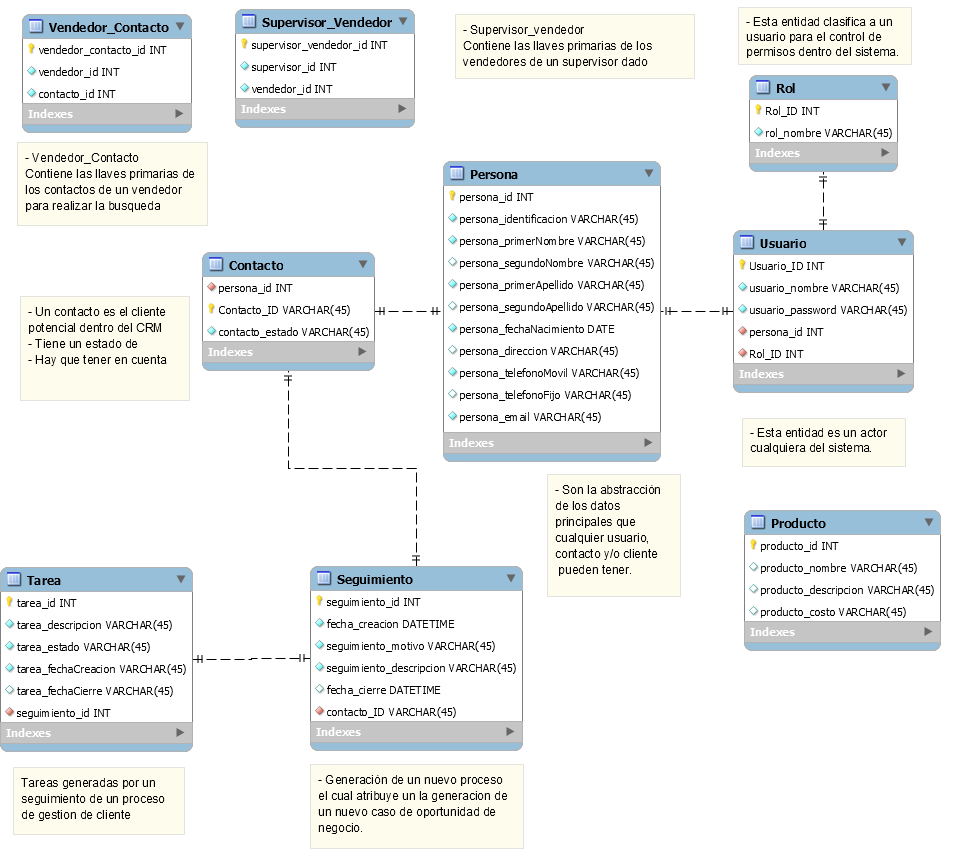 Vendedor_Contacto
vendedor_contacto_id INT
vendedor_id INT
contacto_id INT
Indexes
Supervisor_Vendedor
supervisor_vendedor_id INT
supervisor_id INT
vendedor_id INT
Indexes
- Supervisor_vendedor
Contiene las llaves primarias de los
vendedores de un supervisor dado
- Esta entidad clasifica a un
usuario para el control de
permisos dentro del sistema.
Rol
Rol_ID INT
rol_nombre VARCHAR(45)
Indexes
- Vendedor_Contacto
Contiene las llaves primarias de
los contactos de un vendedor
para realizar la busqueda
Persona
persona_id INT
persona_identificacion VARCHAR(45)
persona_primerNombre VARCHAR(45)
persona_segundoNombre VARCHAR(45)
persona_primerApellido VARCHAR(45)
persona_segundoApellido VARCHAR(45)
persona_fechaNacimiento DATE
persona_direccion VARCHAR(45)
persona_telefonoMovil VARCHAR(45)
persona_telefonoFijo VARCHAR(45)
persona_email VARCHAR(45)
Indexes
Usuario
Usuario_ID INT
usuario_nombre VARCHAR(45)
usuario_password VARCHAR(45)
persona_id INT
Rol_ID INT
Indexes
Contacto
persona_id INT
Contacto_ID VARCHAR(45)
contacto_estado VARCHAR(45)
Indexes
- Un contacto es el cliente
potencial dentro del CRM
- Tiene un estado de
- Hay que tener en cuenta
- Esta entidad es un actor
cualquiera del sistema.
- Son la abstracción
de los datos
principales que
cualquier usuario,
contacto y/o cliente
pueden tener.
Producto
producto_id INT
producto_nombre VARCHAR(45)
producto_descripcion VARCHAR(45)
producto_costo VARCHAR(45)
Indexes
Tarea
tarea_id INT
tarea_descripcion VARCHAR(45)
tarea_estado VARCHAR(45)
tarea_fechaCreacion VARCHAR(45)
tarea_fechaCierre VARCHAR(45)
seguimiento_id INT
Indexes
Seguimiento
seguimiento_id INT
fecha_creacion DATETIME
seguimiento_motivo VARCHAR(45)
seguimiento_descripcion VARCHAR(45)
fecha_cierre DATETIME
contacto_ID VARCHAR(45)
Indexes
Tareas generadas por un
seguimiento de un proceso
de gestion de cliente
- Generación de un nuevo proceso
el cual atribuye un la generacion de
un nuevo caso de oportunidad de
negocio.